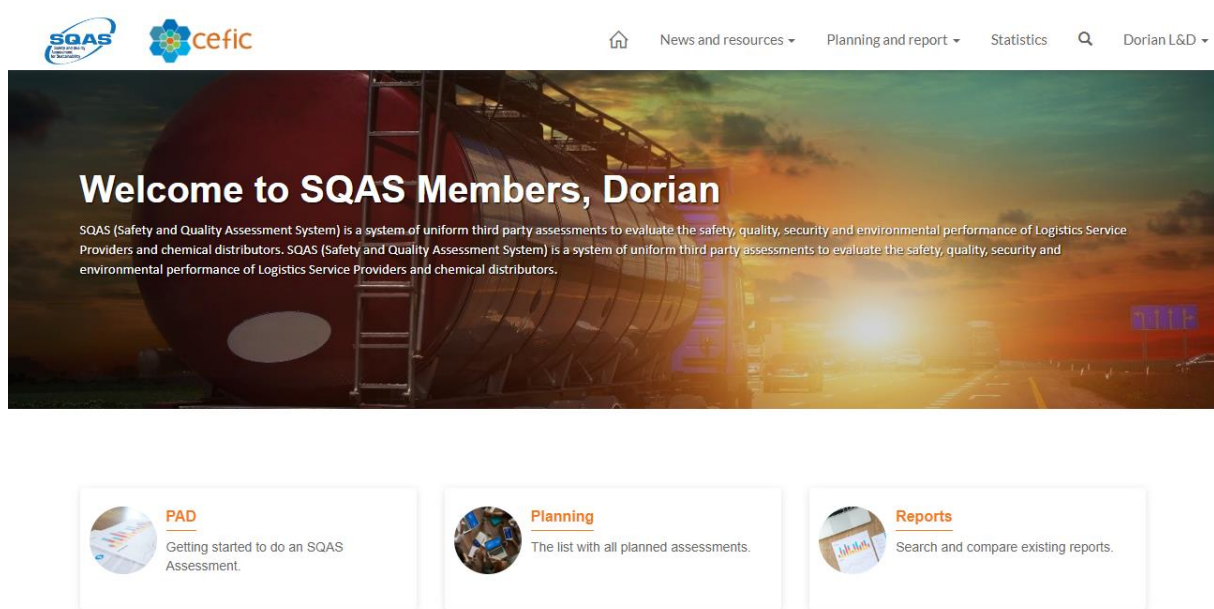 SQAS
cefic
News and resources
Planning and report
Statistics
Dorian L&D
Welcome to SQAS Members, Dorian
SQAS (Safety and Quality Assessment System) is a system of uniform third party assessments to evaluate the safety, quality, security and environmental performance of Logistics Service
Providers and chemical distributors. SQAS (Safety and Quality Assessment System) is a system of uniform third party assessments to evaluate the safety, quality, security and
environmental performance of Logistics Service Providers and chemical distributors.
PAD
Getting started to do an SQAS
Assessment.
Planning
The list with all planned assessments.
Reports
Search and compare existing reports.